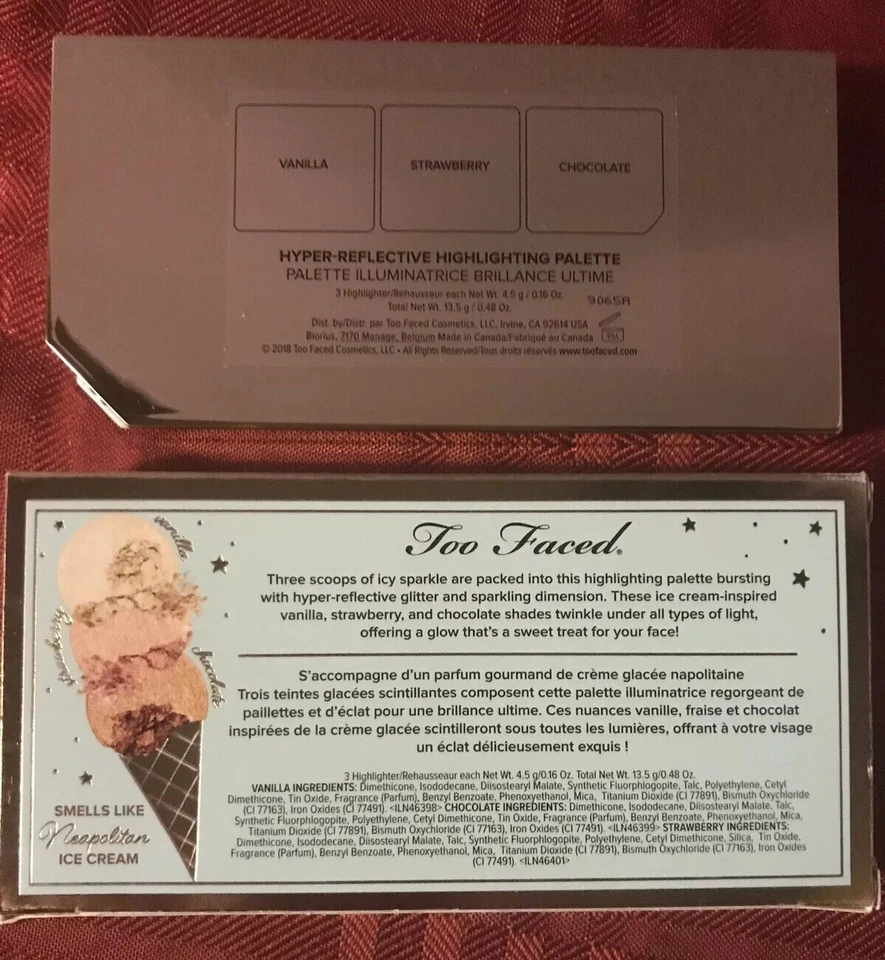 VANILLA
STRAWBERRY
CHOCOLATE
HYPER-REFLECTIVE HIGHLIGHTING PALETTE
PALETTE ILLUMINATRICE BRILLANCE ULTIME
3 Highlighter/Rehausseur each Net Wt. 4.5 g / 0.16 Oz.
Total Net Wt. 13.5 g / 0.48 Oz.
9065A
Dist. by/Distr. par Too Faced Cosmetics, LLC, Irvine, CA 92614 USA
Biorius, 7170 Manage, Belgium Made in Canada/Fabriqué au Canada
9M
© 2018 Too Faced Cosmetics, LLC • All Rights Reserved/Tous droits réservés www.toofaced.com
vanilla
strawberry
chocolate
SMELLS LIKE
Neapolitan
ICE CREAM
Too Faced.
Three scoops of icy sparkle are packed into this highlighting palette bursting
with hyper-reflective glitter and sparkling dimension. These ice cream-inspired
vanilla, strawberry, and chocolate shades twinkle under all types of light,
offering a glow that's a sweet treat for your face!
S'accompagne d'un parfum gourmand de crème glacée napolitaine
Trois teintes glacées scintillantes composent cette palette illuminatrice regorgeant de
paillettes et d'éclat pour une brillance ultime. Ces nuances vanille, fraise et chocolat
inspirées de la crème glacée scintilleront sous toutes les lumières, offrant à votre visage
un éclat délicieusement exquis !
3 Highlighter/Rehausseur each Net Wt. 4.5 g/0.16 Oz. Total Net Wt. 13.5 g/0.48 Oz.
VANILLA INGREDIENTS: Dimethicone, Isododecane, Diisostearyl Malate, Synthetic Fluorphlogopite, Talc, Polyethylene, Cetyl
Dimethicone, Tin Oxide, Fragrance (Parfum), Benzyl Benzoate, Phenoxyethanol, Mica, Titanium Dioxide (CI 77891), Bismuth Oxychloride
(CI 77163), Iron Oxides (CI 77491). <ILN46398> CHOCOLATE INGREDIENTS: Dimethicone, Isododecane, Diisostearyl Malate, Talc,
Synthetic Fluorphlogopite, Polyethylene, Cetyl Dimethicone, Tin Oxide, Fragrance (Parfum), Benzyl Benzoate, Phenoxyethanol, Mica,
Titanium Dioxide (CI 77891), Bismuth Oxychloride (CI 77163), Iron Oxides (CI 77491). <ILN46399> STRAWBERRY INGREDIENTS:
Dimethicone, Isododecane, Diisostearyl Malate, Talc, Synthetic Fluorphlogopite, Polyethylene, Cetyl Dimethicone, Silica, Tin Oxide,
Fragrance (Parfum), Benzyl Benzoate, Phenoxyethanol, Mica, Titanium Dioxide (CI 77891), Bismuth Oxychloride (CI 77163), Iron Oxides
(CI 77491). <ILN46401>